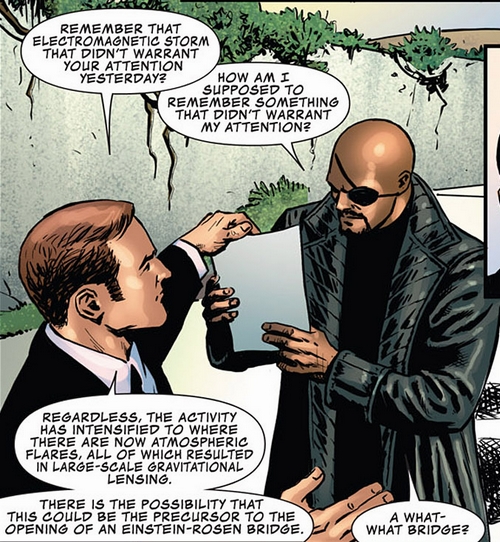 REMEMBER THAT
ELECTROMAGNETIC STORM
THAT DIDN'T WARRANT
YOUR ATTENTION
YESTERDAY?
HOW AM I
SUPPOSED TO
REMEMBER SOMETHING
THAT DIDN'T WARRANT
MY ATTENTION?
REGARDLESS, THE ACTIVITY
HAS INTENSIFIED TO WHERE
THERE ARE NOW ATMOSPHERIC
FLARES, ALL OF WHICH RESULTED
IN LARGE-SCALE GRAVITATIONAL
LENSING.
THERE IS THE POSSIBILITY THAT
THIS COULD BE THE PRECURSOR TO THE
OPENING OF AN EINSTEIN-ROSEN BRIDGE.
A WHAT-
WHAT BRIDGE?